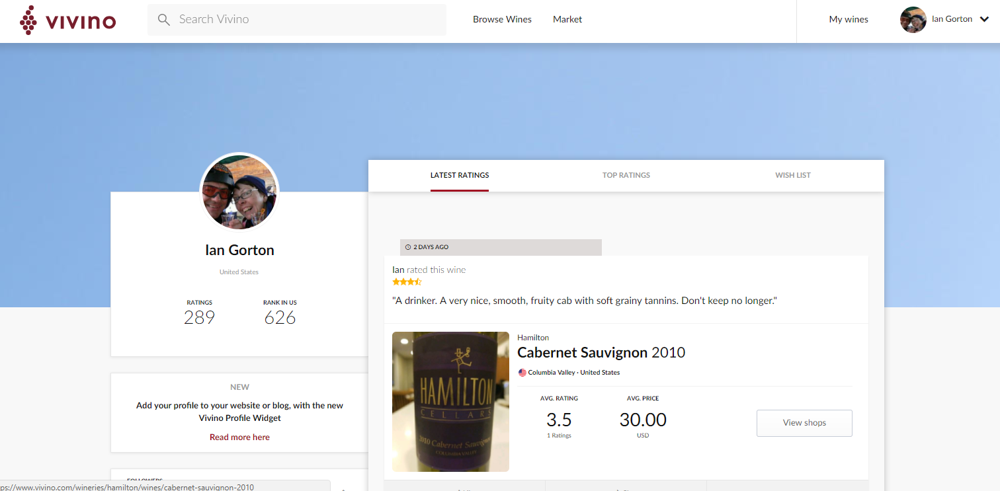 vivino
Search Vivino
Browse Wines
Market
My wines
Ian Gorton
Ian Gorton
United States
RATINGS
289
RANK IN US
626
NEW
Add your profile to your website or blog, with the new
Vivino Profile Widget
Read more here
FOLLOWERS
ps://www.vivino.com/wineries/hamilton/wines/cabernet-sauvignon-2010
LATEST RATINGS
TOP RATINGS
WISH LIST
2 DAYS AGO
Ian rated this wine
"A drinker. A very nice, smooth, fruity cab with soft grainy tannins. Don't keep no longer."
HAMILTON
CELLARS
2010 Cabernet Sauvignon
COLUMBIA VALLEY
Hamilton
Cabernet Sauvignon 2010
Columbia Valley · United States
AVG. RATING
3.5
1 Ratings
AVG. PRICE
30.00
USD
View shops